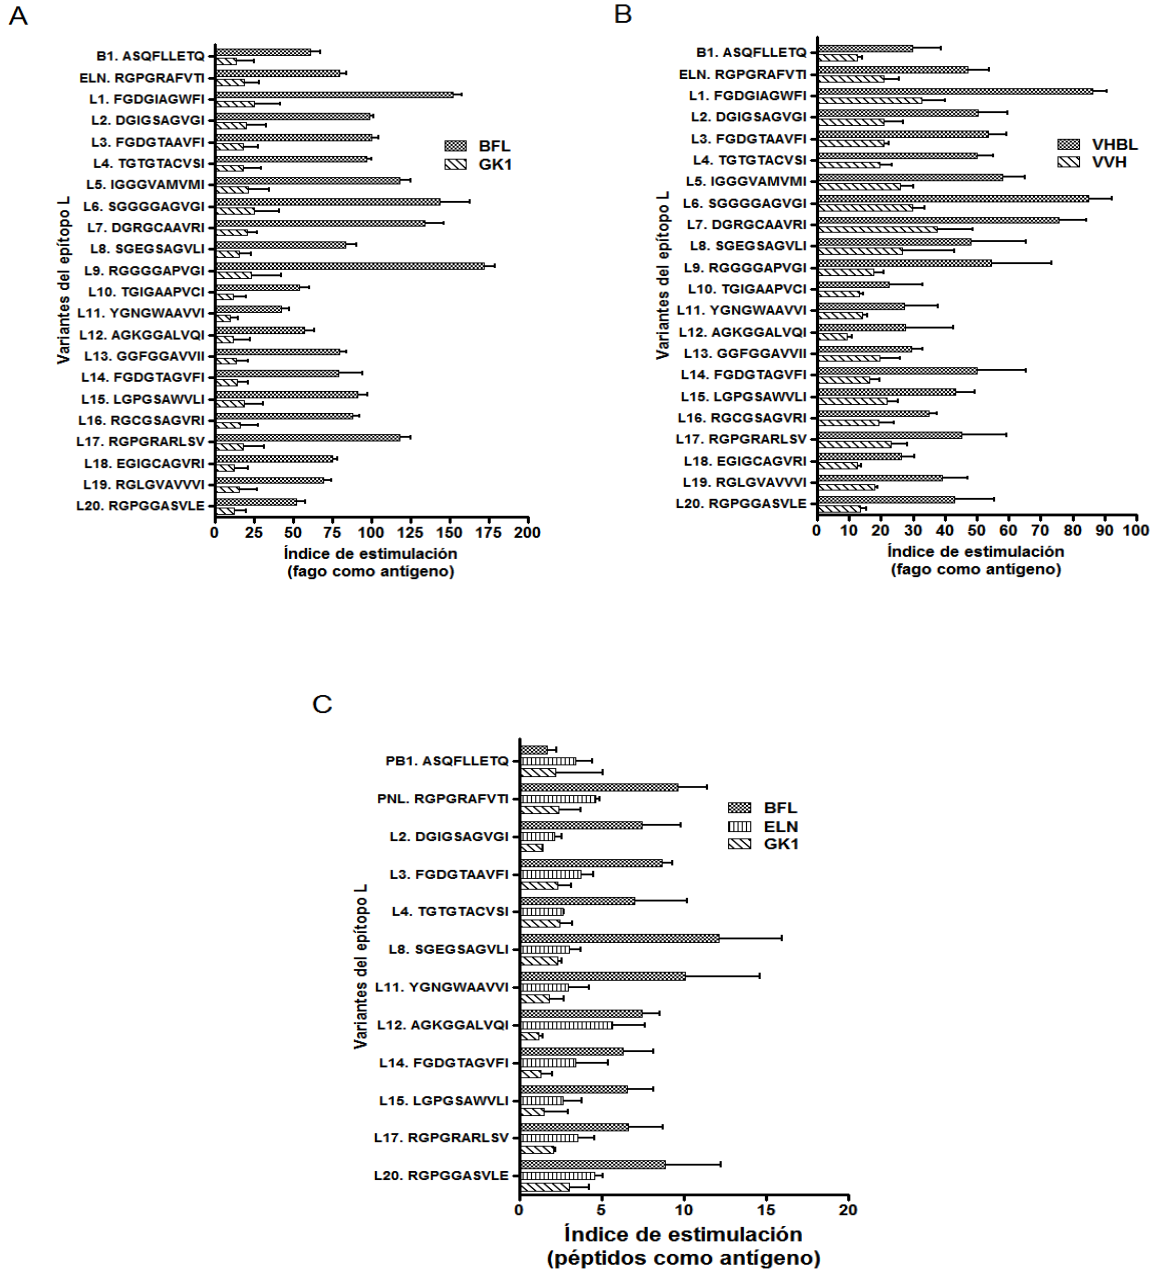 A
Variantes del epítopo L
B1. ASQFLLETQ
ELN. RGPGRAFVTI
L1. FGDGIAGWFI
L2. DGIGSAGVGI
L3. FGDGTAAVFI
L4. TGTGTACVSI
L5. IGGGVAMVMI
L6. SGGGGAGVGI
L7. DGRGCAAVRI
L8. SGEGSAGVLI
L9. RGGGGAPVGI
L10. TGIGAAPVCI
L11. YGNGWAAVVI
L12. AGKGGALVQI
L13. GGFGGAVVII
L14. FGDGTAGVFI
L15. LGPGSAWVLI
L16. RGCGSAGVRI
L17. RGPGRARLSV
L18. EGIGCAGVRI
L19. RGLGVAVVVI
L20. RGPGGASVLE
BFL
GK1
0 25 50 75 100 125 150 175 200
Índice de estimulación
(fago como antígeno)
B
Variantes del epítopo L
B1. ASQFLLETQ
ELN. RGPGRAFVTI
L1. FGDGIAGWFI
L2. DGIGSAGVGI
L3. FGDGTAAVFI
L4. TGTGTACVSI
L5. IGGGVAMVMI
L6. SGGGGAGVGI
L7. DGRGCAAVRI
L8. SGEGSAGVLI
L9. RGGGGAPVGI
L10. TGIGAAPVCI
L11. YGNGWAAVVI
L12. AGKGGALVQI
L13. GGFGGAVVII
L14. FGDGTAGVFI
L15. LGPGSAWVLI
L16. RGCGSAGVRI
L17. RGPGRARLSV
L18. EGIGCAGVRI
L19. RGLGVAVVVI
L20. RGPGGASVLE
VHBL
VVH
0 10 20 30 40 50 60 70 80 90 100
Índice de estimulación
(fago como antígeno)
C
Variantes del epítopo L
PB1. ASQFLLETQ
PNL. RGPGRAFVTI
L2. DGIGSAGVGI
L3. FGDGTAAVFI
L4. TGTGTACVSI
L8. SGEGSAGVLI
L11. YGNGWAAVVI
L12. AGKGGALVQI
L14. FGDGTAGVFI
L15. LGPGSAWVLI
L17. RGPGRARLSV
L20. RGPGGASVLE
BFL
ELN
GK1
0 5 10 15 20
Índice de estimulación
(péptidos como antígeno)